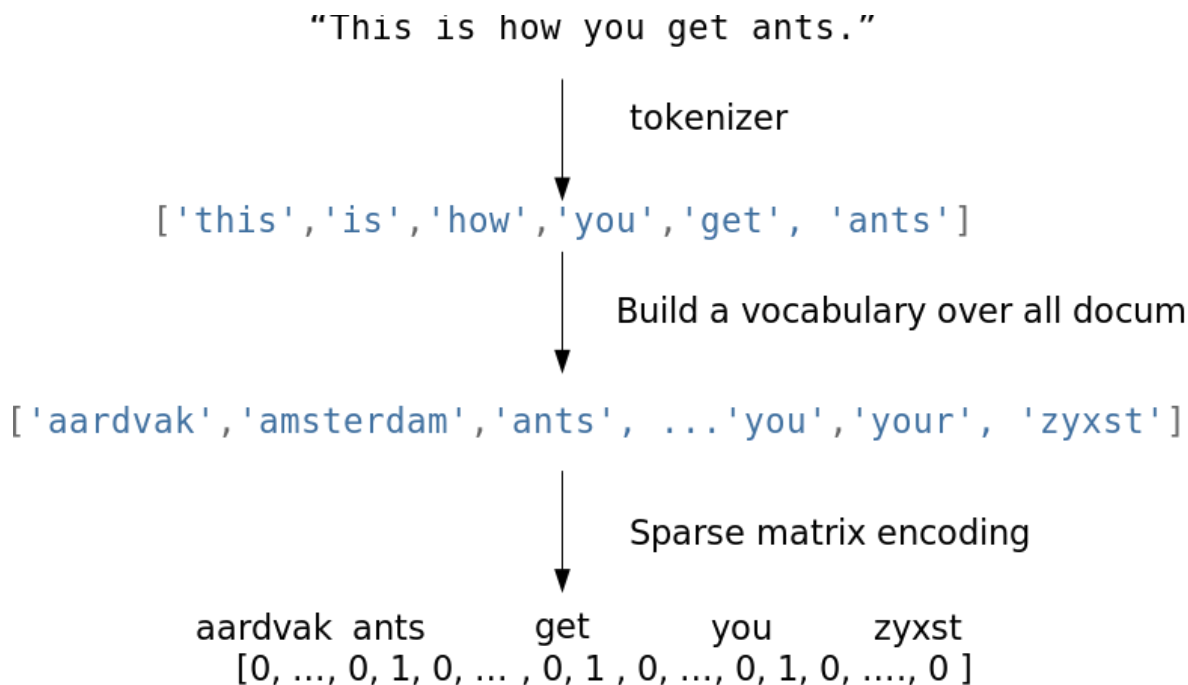 “This is how you get ants.”
tokenizer
['this','is','how','you','get', 'ants']
Build a vocabulary over all docum
['aardvak','amsterdam','ants', ...'you','your', 'zyxst']
Sparse matrix encoding
aardvak ants get you zyxst
[0, …, 0, 1, 0, … , 0, 1 , 0, …, 0, 1, 0, …., 0 ]